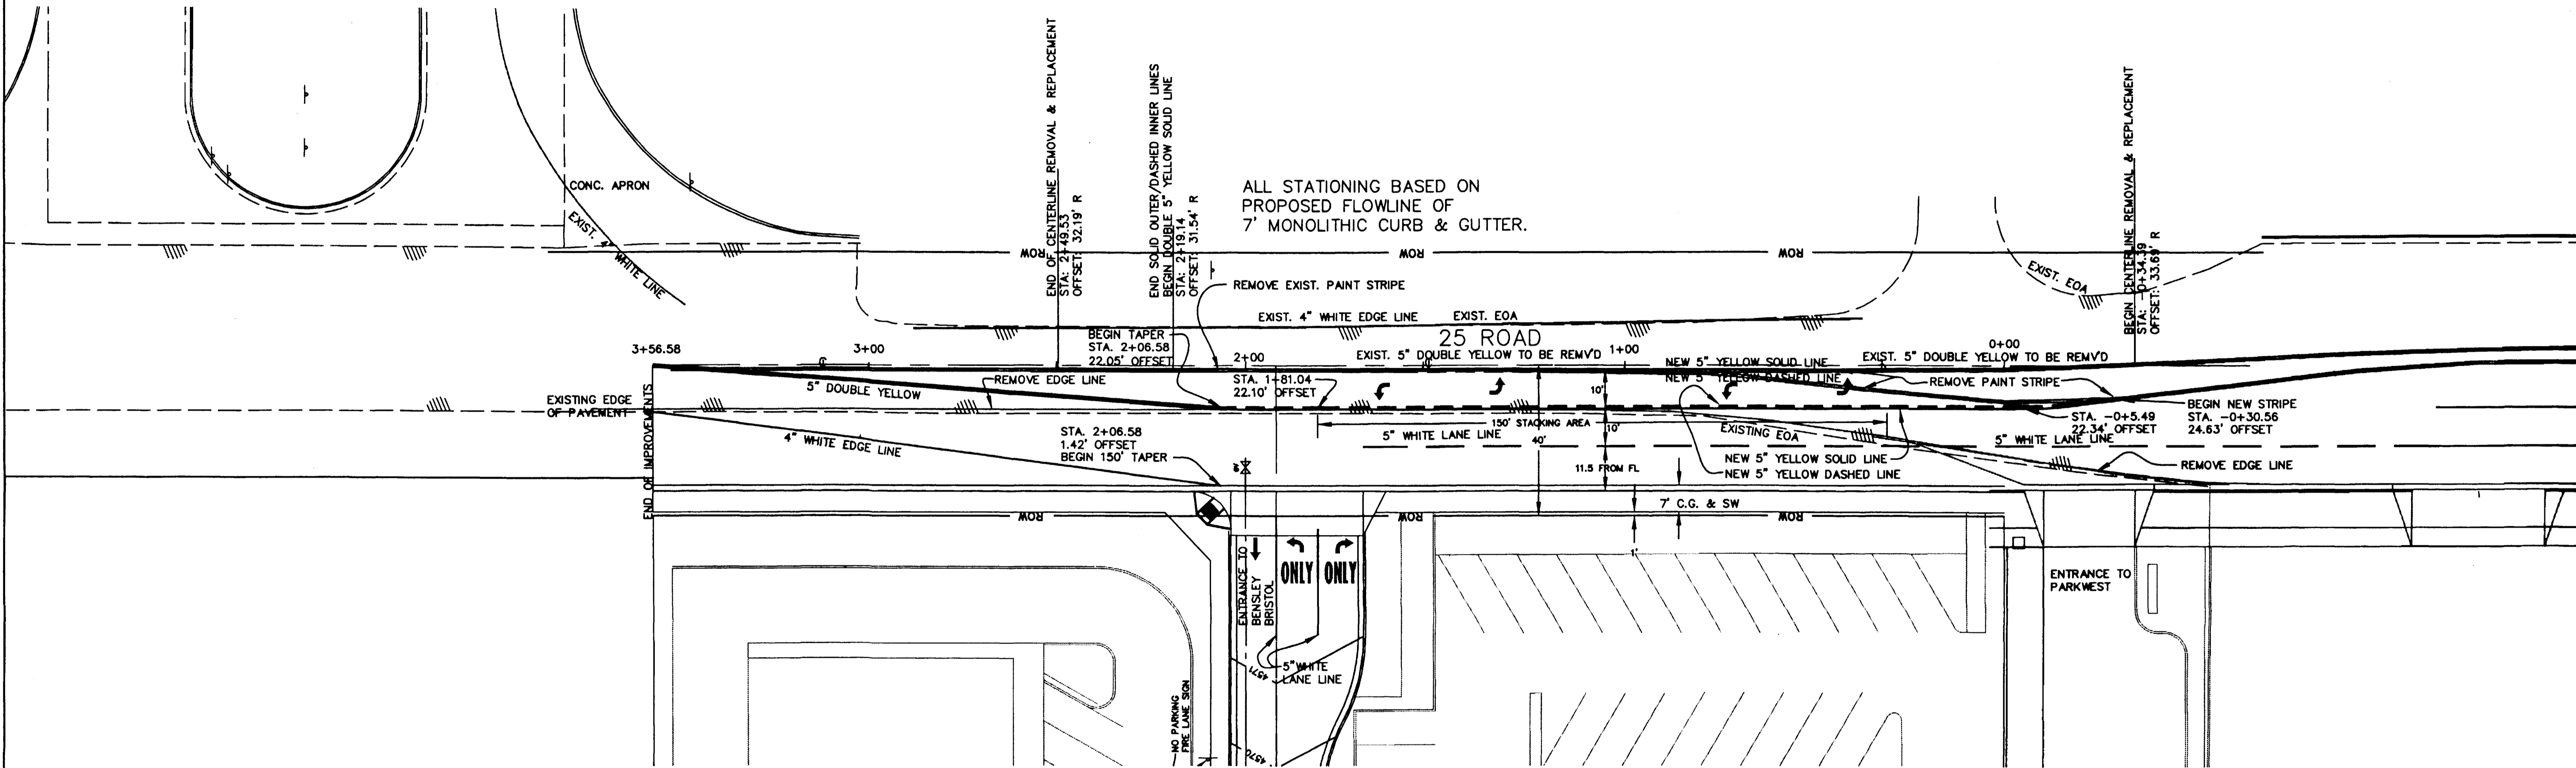 END OF CENTERLINE REMOVAL & REPLACEMENT
STA: 2+49.53
OFFSET: 32.19' R
END SOLID OUTER/DASHED INNER LINES
BEGIN DOUBLE 5" YELLOW SOLID LINE
STA: 2+19.14
OFFSET: 31.54' R
BEGIN CENTERLINE REMOVAL & REPLACEMENT
STA: -0+34.39
OFFSET: 33.69' R
ALL STATIONING BASED ON
PROPOSED FLOWLINE OF
7' MONOLITHIC CURB & GUTTER.
CONC. APRON
EXIST. 4" WHITE LINE
ROW
ROW
ROW
EXIST. EOA
REMOVE EXIST. PAINT STRIPE
EXIST. 4" WHITE EDGE LINE
EXIST. EOA
25 ROAD
BEGIN TAPER
STA. 2+06.58
22.05' OFFSET
3+56.58
3+00
2+00
1+00
0+00
EXIST. 5" DOUBLE YELLOW TO BE REMV'D
NEW 5" YELLOW SOLID LINE
NEW 5" YELLOW DASHED LINE
EXIST. 5" DOUBLE YELLOW TO BE REMV'D
REMOVE PAINT STRIPE
5" DOUBLE YELLOW
REMOVE EDGE LINE
STA. 1+81.04
22.10' OFFSET
10'
BEGIN NEW STRIPE
STA. -0+30.56
24.63' OFFSET
STA. -0+5.49
22.34' OFFSET
EXISTING EDGE
OF PAVEMENT
END OF IMPROVEMENTS
4" WHITE EDGE LINE
STA. 2+06.58
1.42' OFFSET
BEGIN 150' TAPER
150' STACKING AREA
5" WHITE LANE LINE
40'
10'
EXISTING EOA
5" WHITE LANE LINE
NEW 5" YELLOW SOLID LINE
NEW 5" YELLOW DASHED LINE
REMOVE EDGE LINE
11.5 FROM FL
7' C.G. & SW
1'
ROW
ROW
ROW
ENTRANCE TO
BENSLEY
BRISTOL
ONLY
ONLY
5" WHITE
LANE LINE
4571
4570
NO PARKING
FIRE LANE SIGN
ENTRANCE TO
PARKWEST